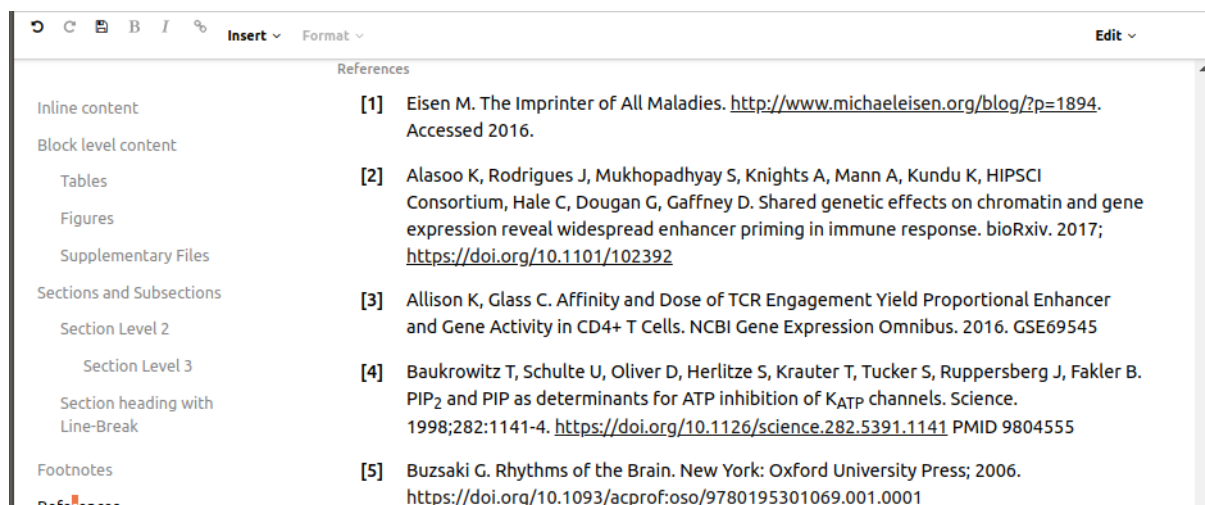 B I Insert Format Edit
References
Inline content
Block level content
Tables
Figures
Supplementary Files
Sections and Subsections
Section Level 2
Section Level 3
Section heading with
Line-Break
Footnotes
References
[1] Eisen M. The Imprinter of All Maladies. http://www.michaeleisen.org/blog/?p=1894.
Accessed 2016.
[2] Alasoo K, Rodrigues J, Mukhopadhyay S, Knights A, Mann A, Kundu K, HIPSCI
Consortium, Hale C, Dougan G, Gaffney D. Shared genetic effects on chromatin and gene
expression reveal widespread enhancer priming in immune response. bioRxiv. 2017;
https://doi.org/10.1101/102392
[3] Allison K, Glass C. Affinity and Dose of TCR Engagement Yield Proportional Enhancer
and Gene Activity in CD4+ T Cells. NCBI Gene Expression Omnibus. 2016. GSE69545
[4] Baukrowitz T, Schulte U, Oliver D, Herlitze S, Krauter T, Tucker S, Ruppersberg J, Fakler B.
PIP2 and PIP as determinants for ATP inhibition of KATP channels. Science.
1998;282:1141-4. https://doi.org/10.1126/science.282.5391.1141 PMID 9804555
[5] Buzsaki G. Rhythms of the Brain. New York: Oxford University Press; 2006.
https://doi.org/10.1093/acprof:oso/9780195301069.001.0001